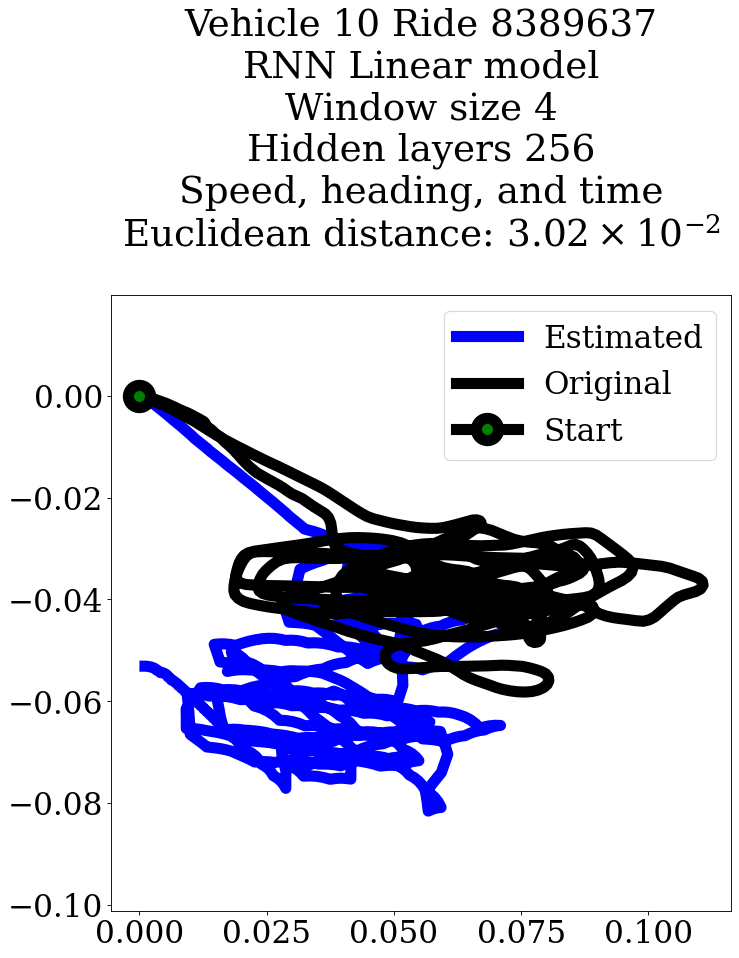 Vehicle 10 Ride 8389637
RNN Linear model
Window size 4
Hidden layers 256
Speed, heading, and time
Euclidean distance: 3.02 × 10⁻²
Estimated
Original
Start
0.00
−0.02
−0.04
−0.06
−0.08
−0.10
0.000 0.025 0.050 0.075 0.100